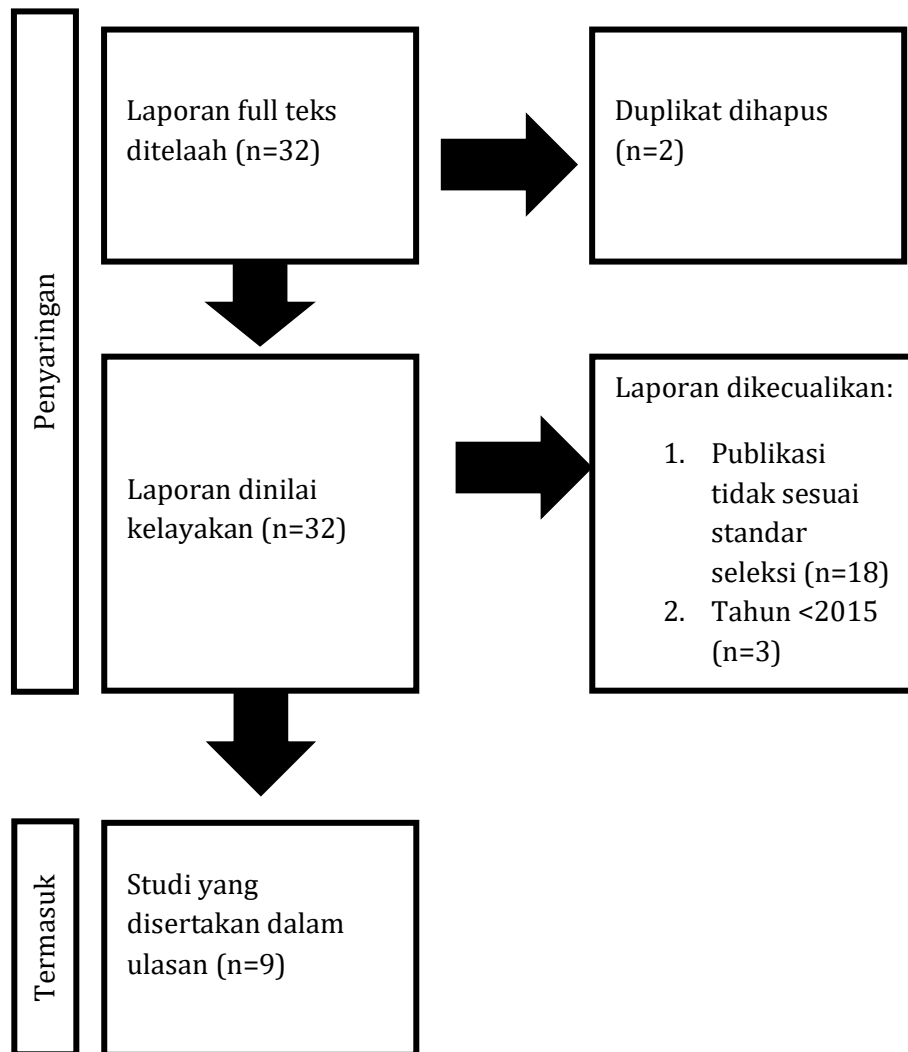 Penyaringan
Laporan full teks
ditelaah (n=32)
Duplikat dihapus
(n=2)
Laporan dinilai
kelayakan (n=32)
Laporan dikecualikan:
1. Publikasi
tidak sesuai
standar
seleksi (n=18)
2. Tahun <2015
(n=3)
Termasuk
Studi yang
disertakan dalam
ulasan (n=9)